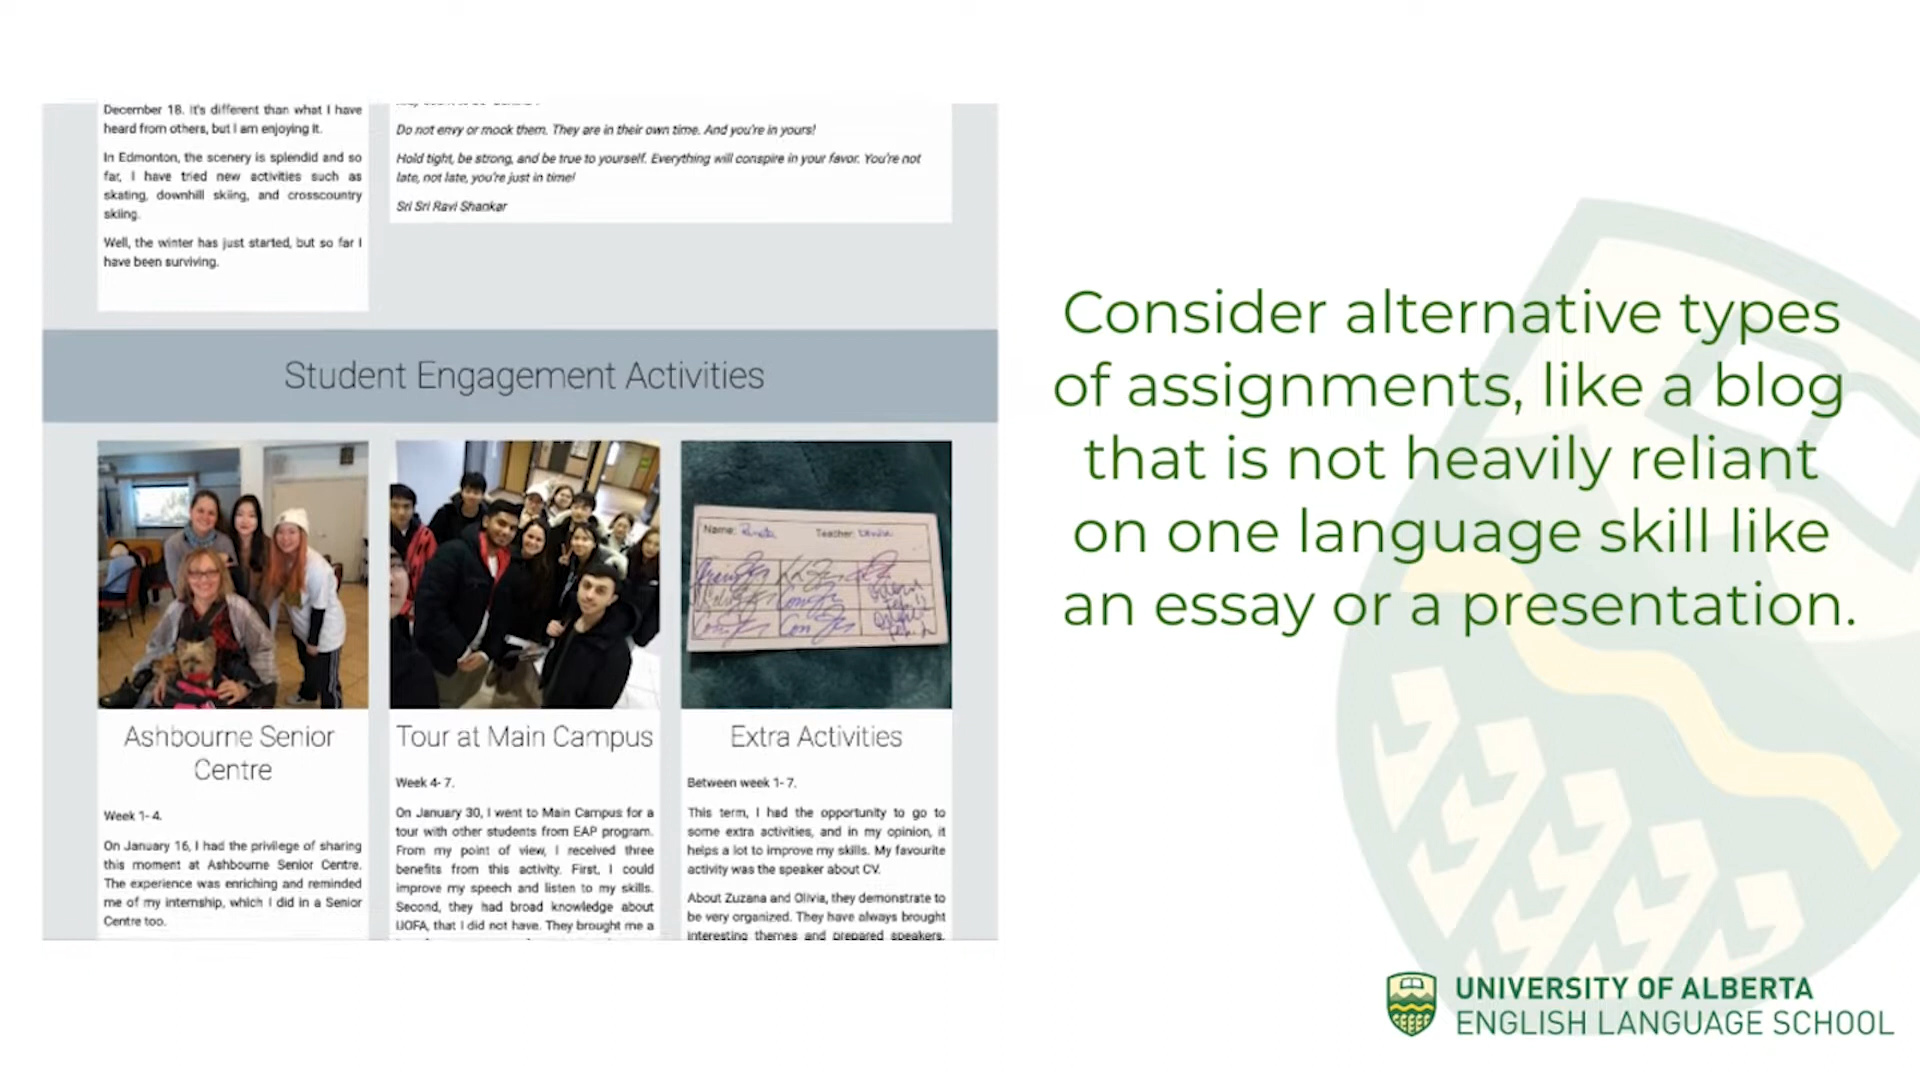 December 18. It's different than what I have
heard from others, but I am enjoying it.
In Edmonton, the scenery is splendid and so
far, I have tried new activities such as
skating, downhill skiing, and crosscountry
skiing.
Well, the winter has just started, but so far I
have been surviving.
Do not envy or mock them. They are in their own time. And you're in yours!
Hold tight, be strong, and be true to yourself. Everything will conspire in your favor. You're not
late, not late, you're just in time!
Sri Sri Ravi Shankar
Student Engagement Activities
Name: Teacher:
Ashbourne Senior
Centre
Week 1- 4.
On January 16, I had the privilege of sharing
this moment at Ashbourne Senior Centre.
The experience was enriching and reminded
me of my internship, which I did in a Senior
Centre too.
Tour at Main Campus
Week 4- 7.
On January 30, I went to Main Campus for a
tour with other students from EAP program.
From my point of view, I received three
benefits from this activity. First, I could
improve my speech and listen to my skills.
Second, they had broad knowledge about
UOFA, that I did not have. They brought me a
Extra Activities
Between week 1- 7.
This term, I had the opportunity to go to
some extra activities, and in my opinion, it
helps a lot to improve my skills. My favourite
activity was the speaker about CV.
About Zuzana and Olivia, they demonstrate to
be very organized. They have always brought
interesting themes and prepared speakers.
Consider alternative types
of assignments, like a blog
that is not heavily reliant
on one language skill like
an essay or a presentation.
UNIVERSITY OF ALBERTA
ENGLISH LANGUAGE SCHOOL